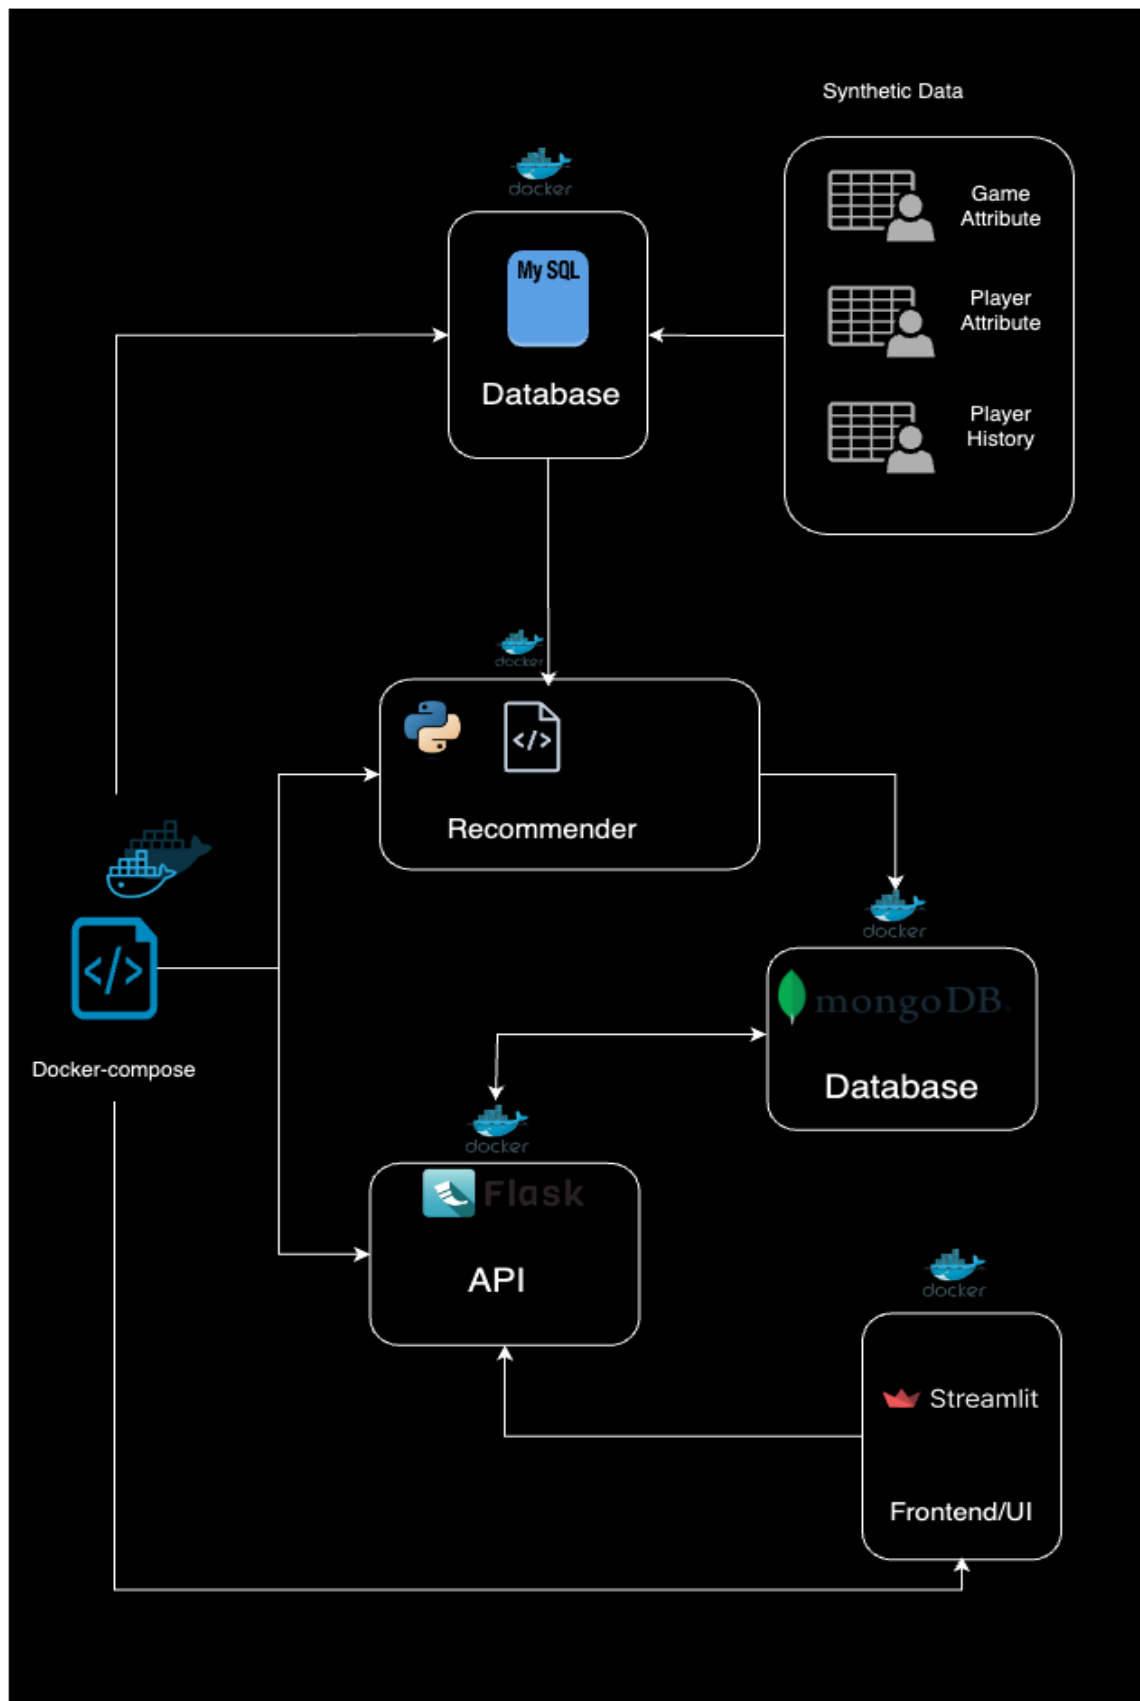 Synthetic Data
docker
Game
Attribute
My SQL
Player
Attribute
Database
Player
History
docker
</>
Recommender
docker
</>
mongoDB.
Docker-compose
Database
docker
Flask
API
docker
Streamlit
Frontend/UI